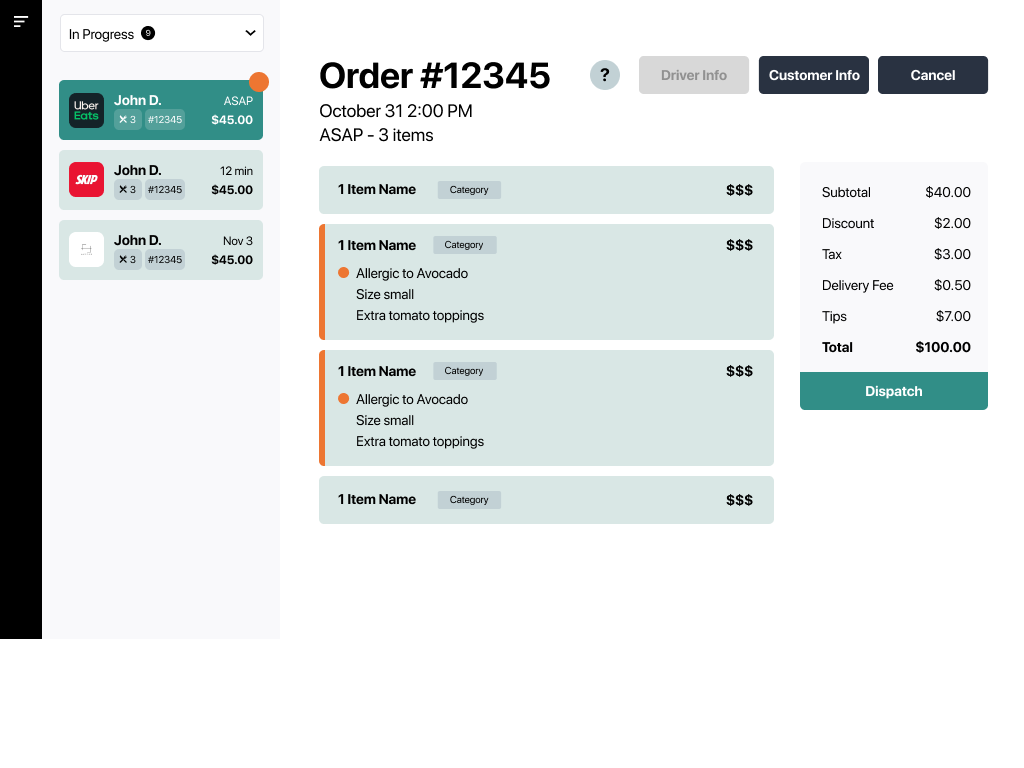 In Progress 9
Uber Eats
John D. ASAP
3 #12345 $45.00
SKIP
John D. 12 min
3 #12345 $45.00
John D. Nov 3
3 #12345 $45.00
Order #12345
?
Driver Info
Customer Info
Cancel
October 31 2:00 PM
ASAP - 3 items
1 Item Name Category $$$
1 Item Name Category $$$
Allergic to Avocado
Size small
Extra tomato toppings
1 Item Name Category $$$
Allergic to Avocado
Size small
Extra tomato toppings
1 Item Name Category $$$
Subtotal $40.00
Discount $2.00
Tax $3.00
Delivery Fee $0.50
Tips $7.00
Total $100.00
Dispatch